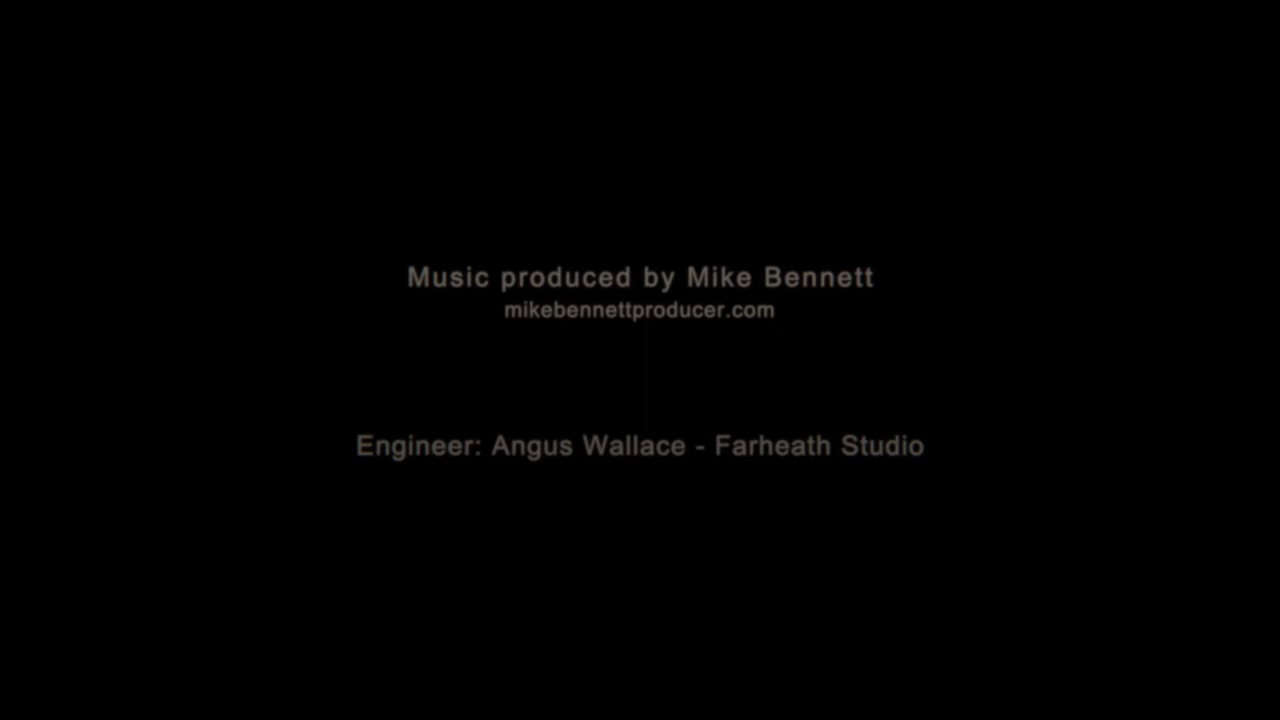 Music produced by Mike Bennett
mikebennettproducer.com
Engineer: Angus Wallace - Farheath Studio